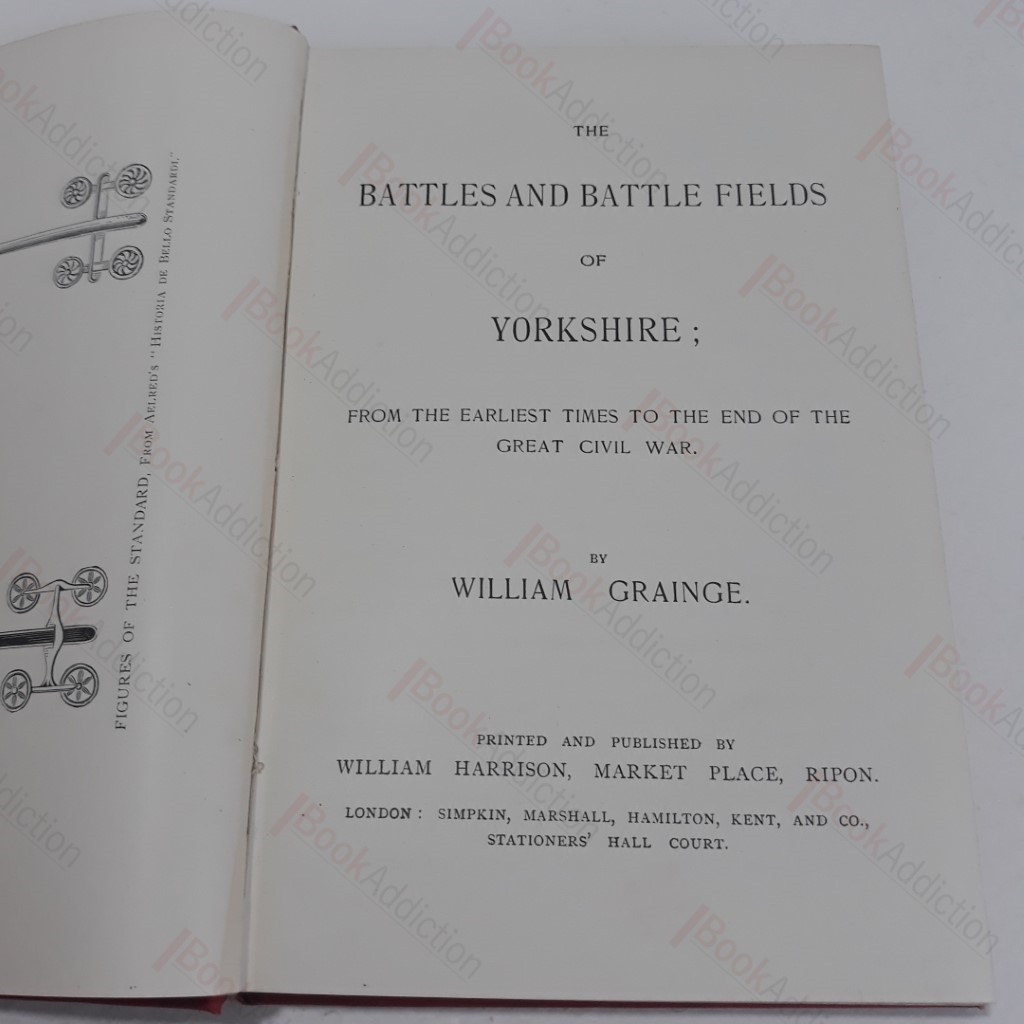 FIGURES OF THE STANDARD, FROM AELRED'S "HISTORIA DE BELLO STANDARDI."
THE
BATTLES AND BATTLE FIELDS
OF
YORKSHIRE;
FROM THE EARLIEST TIMES TO THE END OF THE
GREAT CIVIL WAR.
BY
WILLIAM GRAINGE.
PRINTED AND PUBLISHED BY
WILLIAM HARRISON, MARKET PLACE, RIPON.
LONDON: SIMPKIN, MARSHALL, HAMILTON, KENT, AND CO.,
STATIONERS' HALL COURT.
BookAddiction